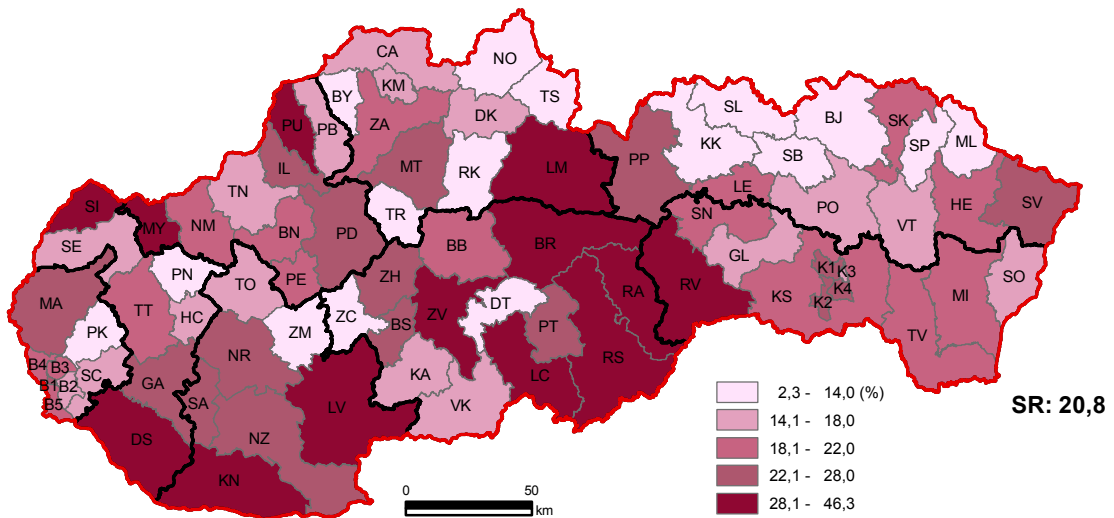 CA
NO
KM
BY
TS
PU
PB
ZA
DK
SL
BJ
SK
KK
SB
SP
ML
IL
MT
RK
LM
PP
LE
TN
PO
HE
SV
SI
MY
NM
TR
SN
VT
SE
BN
PD
BB
BR
GL
SO
PN
PE
ZH
RA
RV
K1
K3
K4
K2
KS
MI
MA
TT
TO
DT
HC
ZM
ZC
ZV
PT
TV
PK
BS
NR
RS
B4
B3
B1
B2
SC
B5
GA
SA
KA
LC
LV
VK
DS
NZ
KN
2,3 - 14,0 (%)
14,1 - 18,0
18,1 - 22,0
22,1 - 28,0
28,1 - 46,3
SR: 20,8
0
50
km